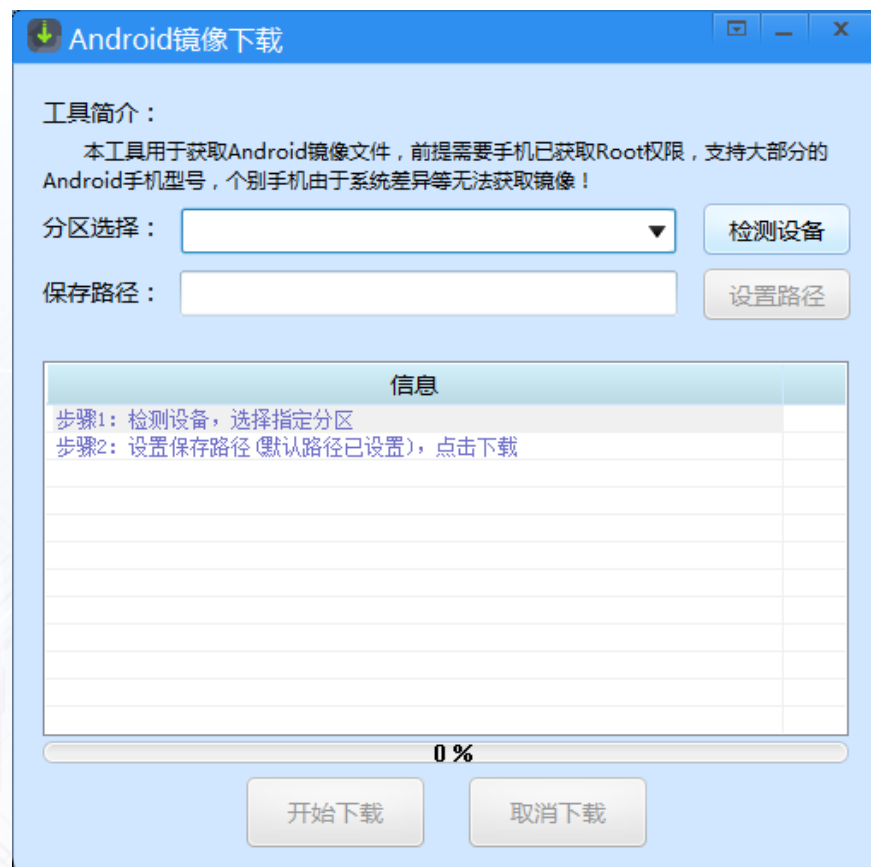 Android镜像下载
工具简介：
本工具用于获取Android镜像文件，前提需要手机已获取Root权限，支持大部分的
Android手机型号，个别手机由于系统差异等无法获取镜像！
分区选择：
检测设备
保存路径：
设置路径
信息
步骤1：检测设备，选择指定分区
步骤2：设置保存路径(默认路径已设置)，点击下载
0 %
开始下载
取消下载